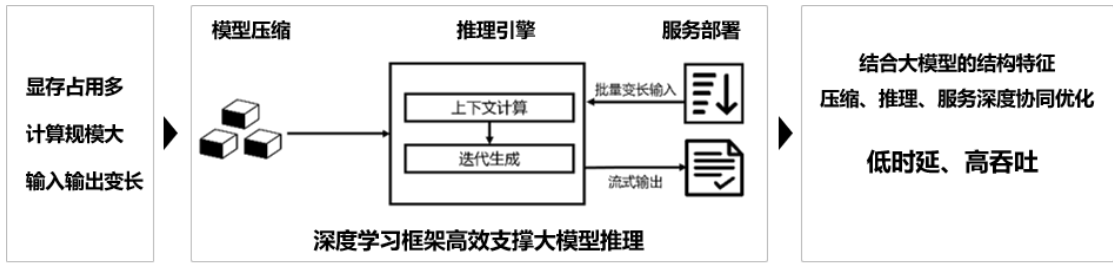 显存占用多
计算规模大
输入输出变长
模型压缩
推理引擎
服务部署
上下文计算
迭代生成
批量变长输入
流式输出
深度学习框架高效支撑大模型推理
结合大模型的结构特征
压缩、推理、服务深度协同优化
低时延、高吞吐